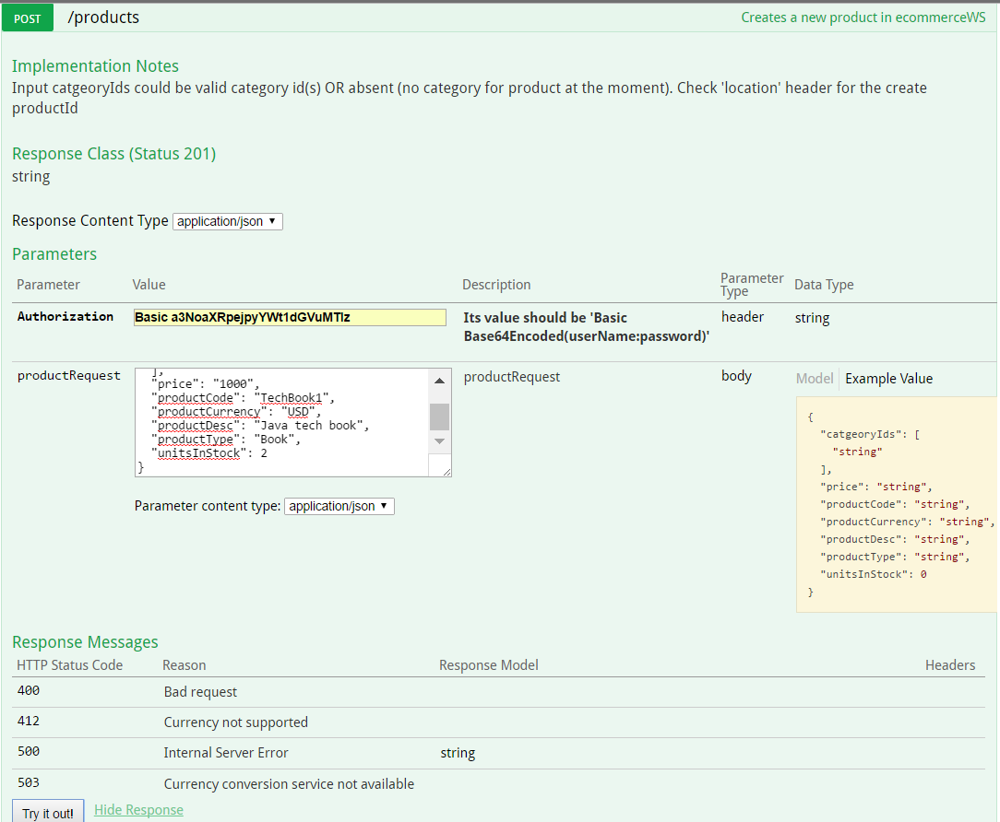 POST /products Creates a new product in ecommerceWS
Implementation Notes
Input catgeoryIds could be valid category id(s) OR absent (no category for product at the moment). Check 'location' header for the create
productId
Response Class (Status 201)
string
Response Content Type application/json
Parameters
Parameter Value Description Parameter Type Data Type
Authorization Basic a3NoaXRpejpyYWt1dGVuMTIz Its value should be 'Basic header string
Base64Encoded(userName:password)'
productRequest productRequest body Model Example Value
],
"price": "1000",
"productCode": "TechBook1",
"productCurrency": "USD",
"productDesc": "Java tech book",
"productType": "Book",
"unitsInStock": 2
}
Parameter content type: application/json
{
"catgeoryIds": [
"string"
],
"price": "string",
"productCode": "string",
"productCurrency": "string",
"productDesc": "string",
"productType": "string",
"unitsInStock": 0
}
Response Messages
HTTP Status Code Reason Response Model Headers
400 Bad request
412 Currency not supported
500 Internal Server Error string
503 Currency conversion service not available
Try it out! Hide Response